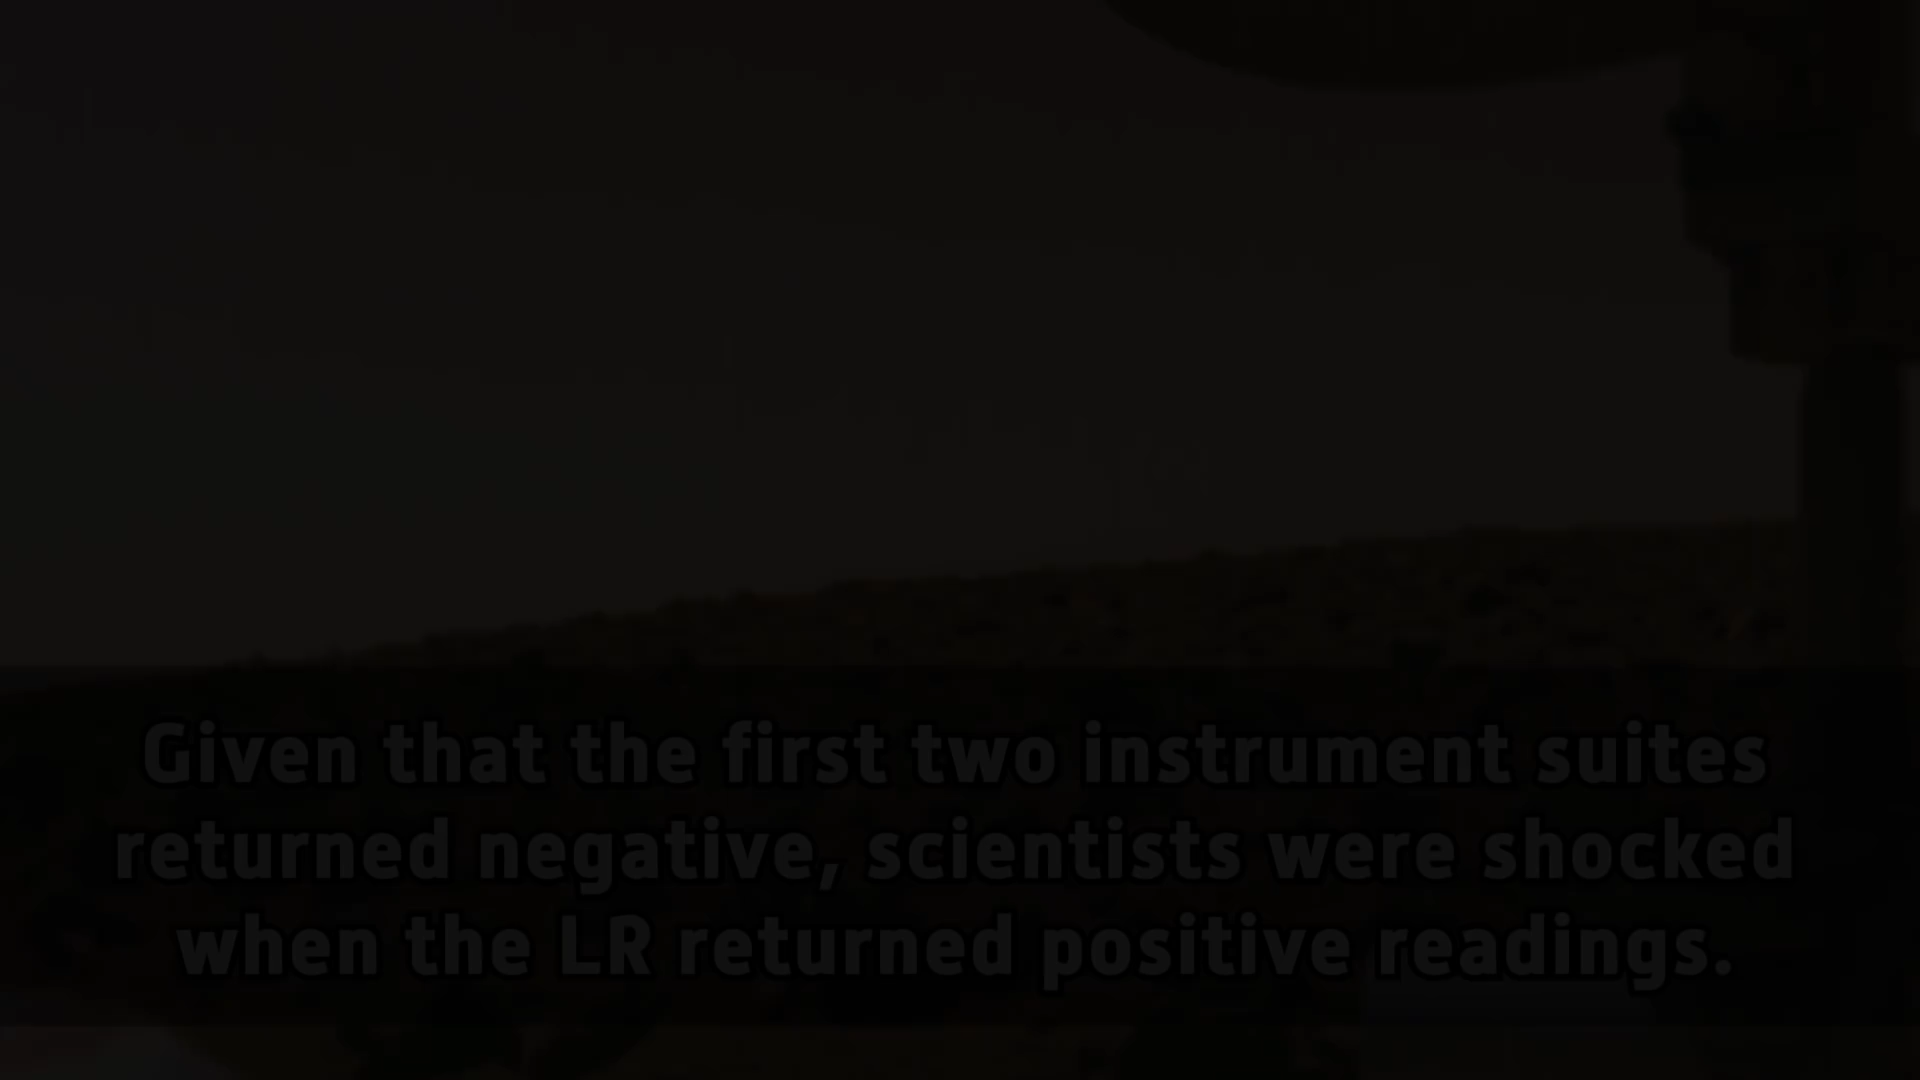 Given that the first two instrument suites
returned negative, scientists were shocked
when the LR returned positive readings.